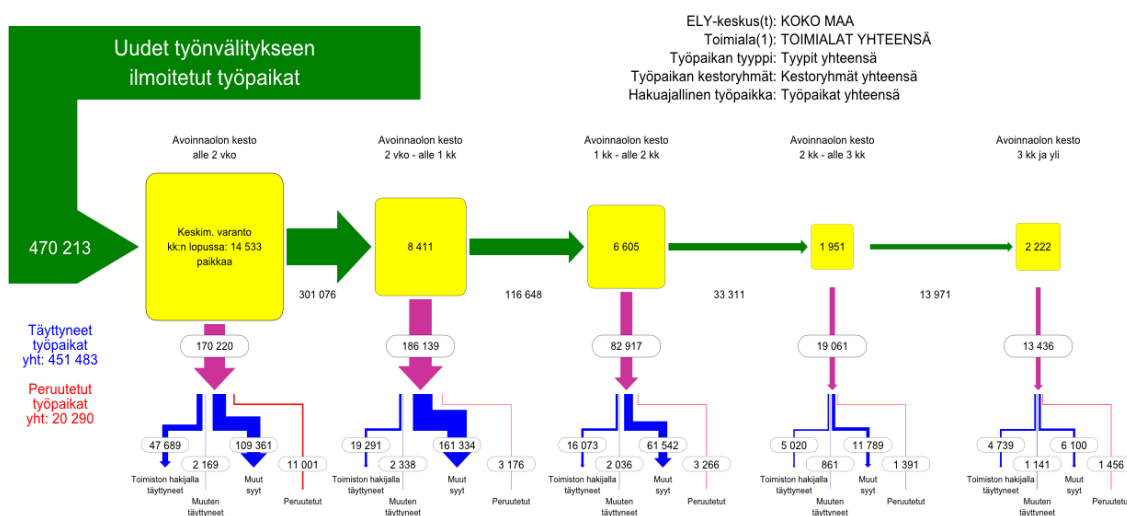 Uudet työnvälitykseen
ilmoitetut työpaikat
ELY-keskus(t): KOKO MAA
Toimiala(1): TOIMIALAT YHTEENSÄ
Työpaikan tyyppi: Tyypit yhteensä
Työpaikan kestoryhmät: Kestoryhmät yhteensä
Hakuajallinen työpaikka: Työpaikat yhteensä
Avoinnaolon kesto
alle 2 vko
Avoinnaolon kesto
2 vko - alle 1 kk
Avoinnaolon kesto
1 kk - alle 2 kk
Avoinnaolon kesto
2 kk - alle 3 kk
Avoinnaolon kesto
3 kk ja yli
470 213
Keskim. varanto
kk:n lopussa: 14 533
paikkaa
8 411
6 605
1 951
2 222
301 076
116 648
33 311
13 971
Täyttyneet
työpaikat
yht: 451 483
Peruutetut
työpaikat
yht: 20 290
170 220
186 139
82 917
19 061
13 436
47 689
109 361
2 169
11 001
Toimiston hakijalla
täyttyneet
Muut
syyt
Muuten
täyttyneet
Peruutetut
19 291
161 334
2 338
3 176
Toimiston hakijalla
täyttyneet
Muut
syyt
Muuten
täyttyneet
Peruutetut
16 073
61 542
2 036
3 266
Toimiston hakijalla
täyttyneet
Muut
syyt
Muuten
täyttyneet
Peruutetut
5 020
11 789
861
1 391
Toimiston hakijalla
täyttyneet
Muut
syyt
Muuten
täyttyneet
Peruutetut
4 739
6 100
1 141
1 456
Toimiston hakijalla
täyttyneet
Muut
syyt
Muuten
täyttyneet
Peruutetut